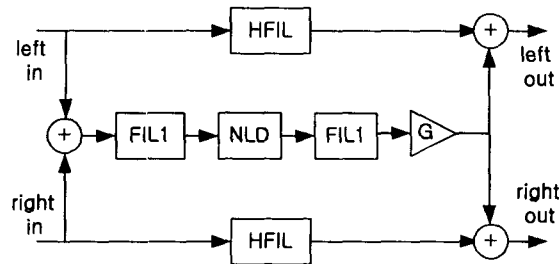 HFIL
+
left
in
left
out
+
FIL1
NLD
FIL1
G
right
in
right
out
HFIL
+